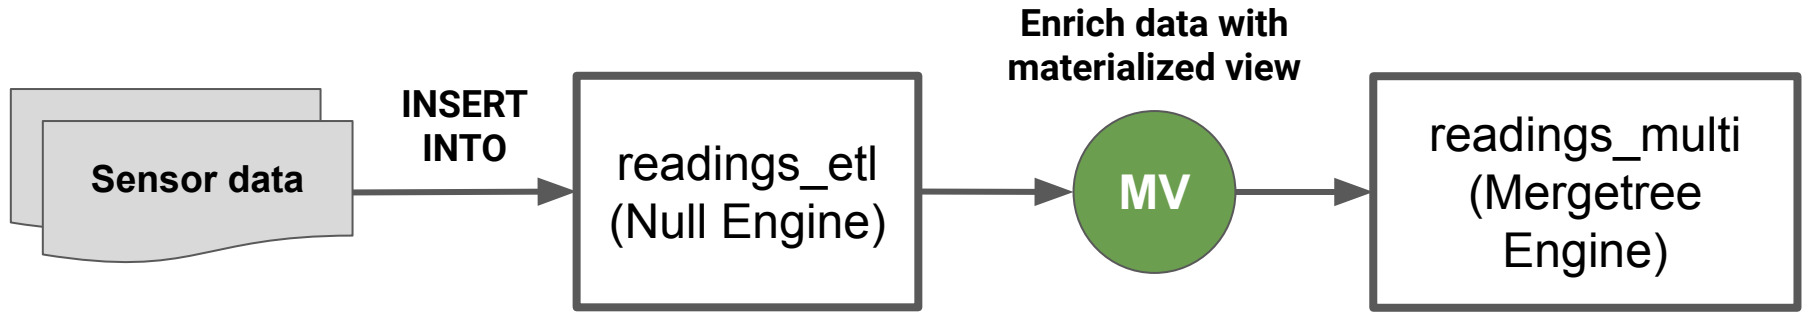 Sensor data
INSERT
INTO
readings_etl
(Null Engine)
Enrich data with
materialized view
MV
readings_multi
(Mergetree
Engine)